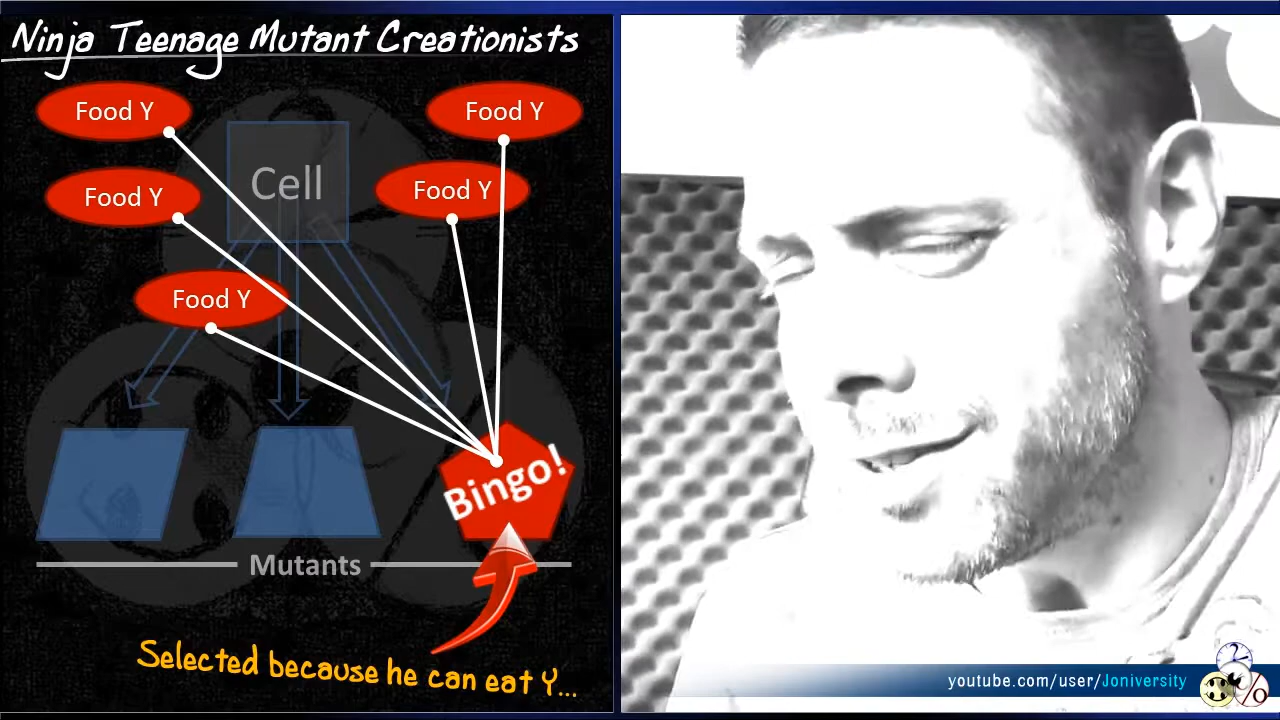 Ninja Teenage Mutant Creationists
Food Y
Food Y
Cell
Food Y
Food Y
Food Y
Bingo!
Mutants
Selected because he can eat Y...
youtube.com/user/Joniversity
?
%